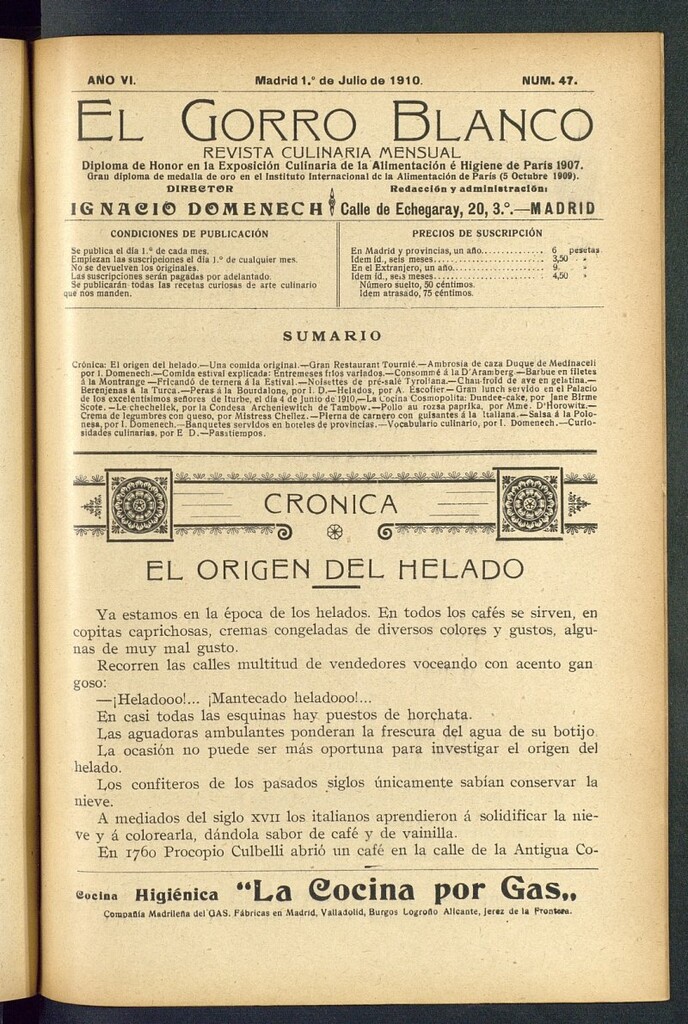 AÑO VI. Madrid 1.º de Julio de 1910. NUM. 47.
EL GORRO BLANCO
REVISTA CULINARIA MENSUAL
Diploma de Honor en la Exposición Culinaria de la Alimentación é Higiene de París 1907.
Gran diploma de medalla de oro en el Instituto Internacional de la Alimentación de París (5 Octubre 1909).
DIRECTOR
IGNACIO DOMENECH
Redacción y administración:
Calle de Echegaray, 20, 3.º.—MADRID
CONDICIONES DE PUBLICACIÓN
Se publica el día 1.º de cada mes.
Empiezan las suscripciones el día 1.º de cualquier mes.
No se devuelven los originales.
Las suscripciones serán pagadas por adelantado.
Se publicarán todas las recetas curiosas de arte culinario
que nos manden.
PRECIOS DE SUSCRIPCIÓN
En Madrid y provincias, un año............... 6 pesetas
Idem íd., seis meses........................ 3,50 »
En el Extranjero, un año.................... 9. »
Idem íd., seis meses........................ 4,50 »
Número suelto, 50 céntimos.
Idem atrasado, 75 céntimos.
SUMARIO
Crónica: El origen del helado.—Una comida original.—Gran Restaurant Tournié.—Ambrosia de caza Duque de Medinaceli
por I. Domenech.—Comida estival explicada: Entremeses fríos variados.—Consommé á la D'Aramberg.—Barbue en filetes
á la Montrange.—Fricandó de ternera á la Estival.—Noisettes de pré-salé Tyroliana.—Chau-froid de ave en gelatina.—
Berenjenas á la Turca.—Peras á la Bourdalone, por I. D.—Helados, por A. Escofier.—Gran lunch servido en el Palacio
de los excelentísimos señores de Iturbe, el día 4 de Junio de 1910.—La Cocina Cosmopolita: Dundee-cake, por Jane Birme
Scote.—Le chechellek, por la Condesa Archeniewitch de Tambow.—Pollo au rozsa paprika, por Mme. D'Horowitz.—
Crema de legumbres con queso, por Mistress Chellez.—Pierna de carnero con guisantes á la Italiana.—Salsa á la Polo-
nesa, por I. Domenech.—Banquetes servidos en hoteles de provincias.—Vocabulario culinario, por I. Domenech.—Curio-
sidades culinarias, por E D.—Passtiempos.
CRONICA
EL ORIGEN DEL HELADO
Ya estamos en la época de los helados. En todos los cafés se sirven, en
copitas caprichosas, cremas congeladas de diversos colores y gustos, algu-
nas de muy mal gusto.
Recorren las calles multitud de vendedores voceando con acento gan
goso:
—¡Heladooo!... ¡Mantecado heladooo!...
En casi todas las esquinas hay puestos de horchata.
Las aguadoras ambulantes ponderan la frescura del agua de su botijo
La ocasión no puede ser más oportuna para investigar el origen del
helado.
Los confiteros de los pasados siglos únicamente sabían conservar la
nieve.
A mediados del siglo XVII los italianos aprendieron á solidificar la nie-
ve y á colorearla, dándola sabor de café y de vainilla.
En 1760 Procopio Culbelli abrió un café en la calle de la Antigua Co-
Cocina Higiénica "La Cocina por Gas„
Compañía Madrileña del GAS. Fábricas en Madrid, Valladolid, Burgos Logroño Alicante, Jerez de la Frontera.